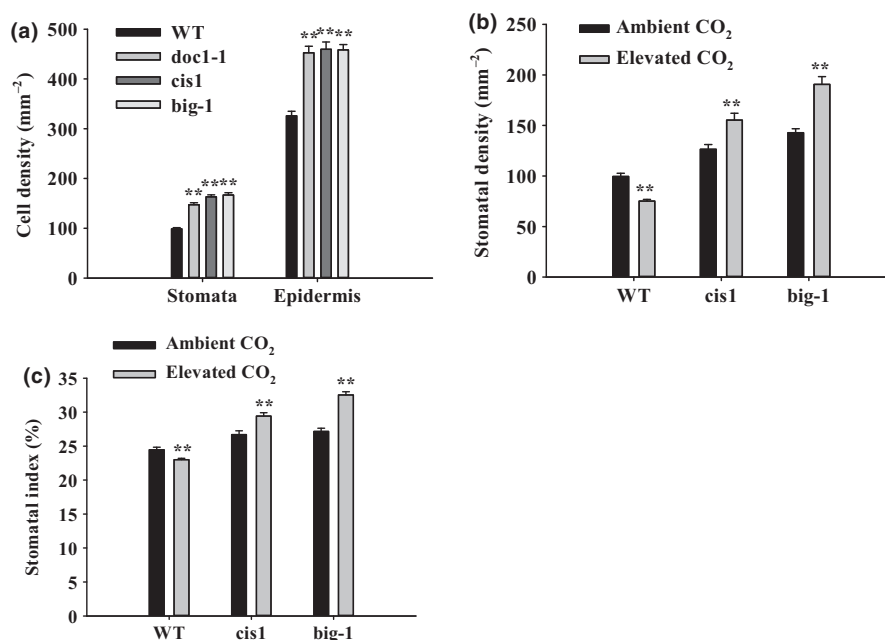 (a)
WT
doc1-1
cis1
big-1
Cell density (mm⁻²)
500
400
300
200
100
0
** ** **
** ** **
Stomata Epidermis
(b)
Ambient CO₂
Elevated CO₂
Stomatal density (mm⁻²)
250
200
150
100
50
0
**
**
**
WT cis1 big-1
(c)
Ambient CO₂
Elevated CO₂
Stomatal index (%)
35
30
25
20
15
10
5
0
**
**
**
WT cis1 big-1